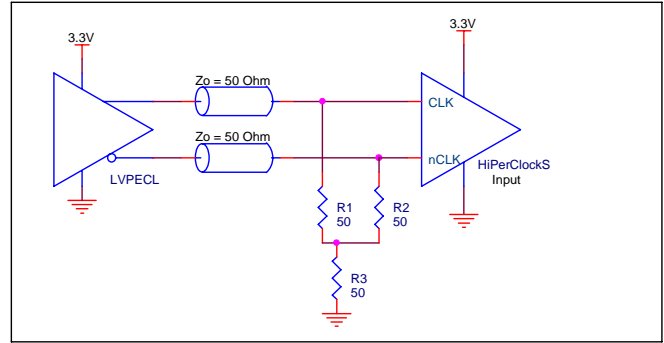 3.3V
3.3V
Zo = 50 Ohm
CLK
Zo = 50 Ohm
nCLK
HiPerClockS
Input
LVPECL
R1
50
R2
50
R3
50